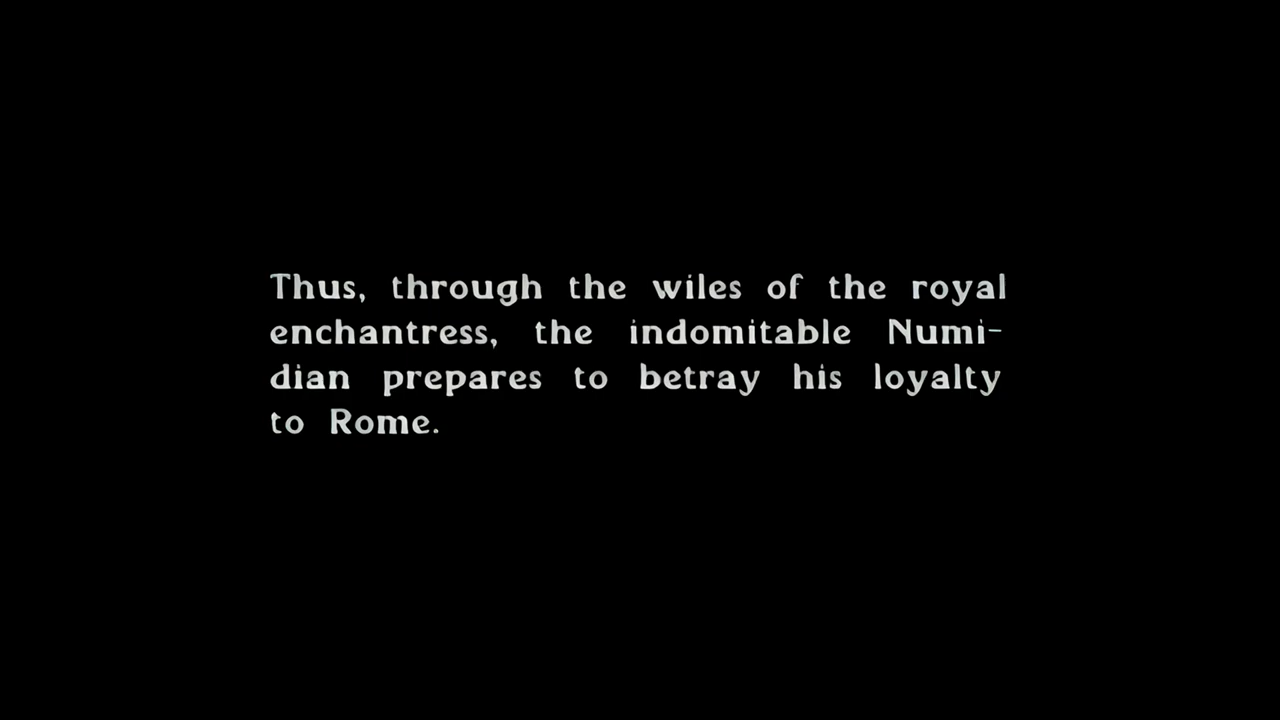 Thus, through the wiles of the royal
enchantress, the indomitable Numi-
dian prepares to betray his loyalty
to Rome.